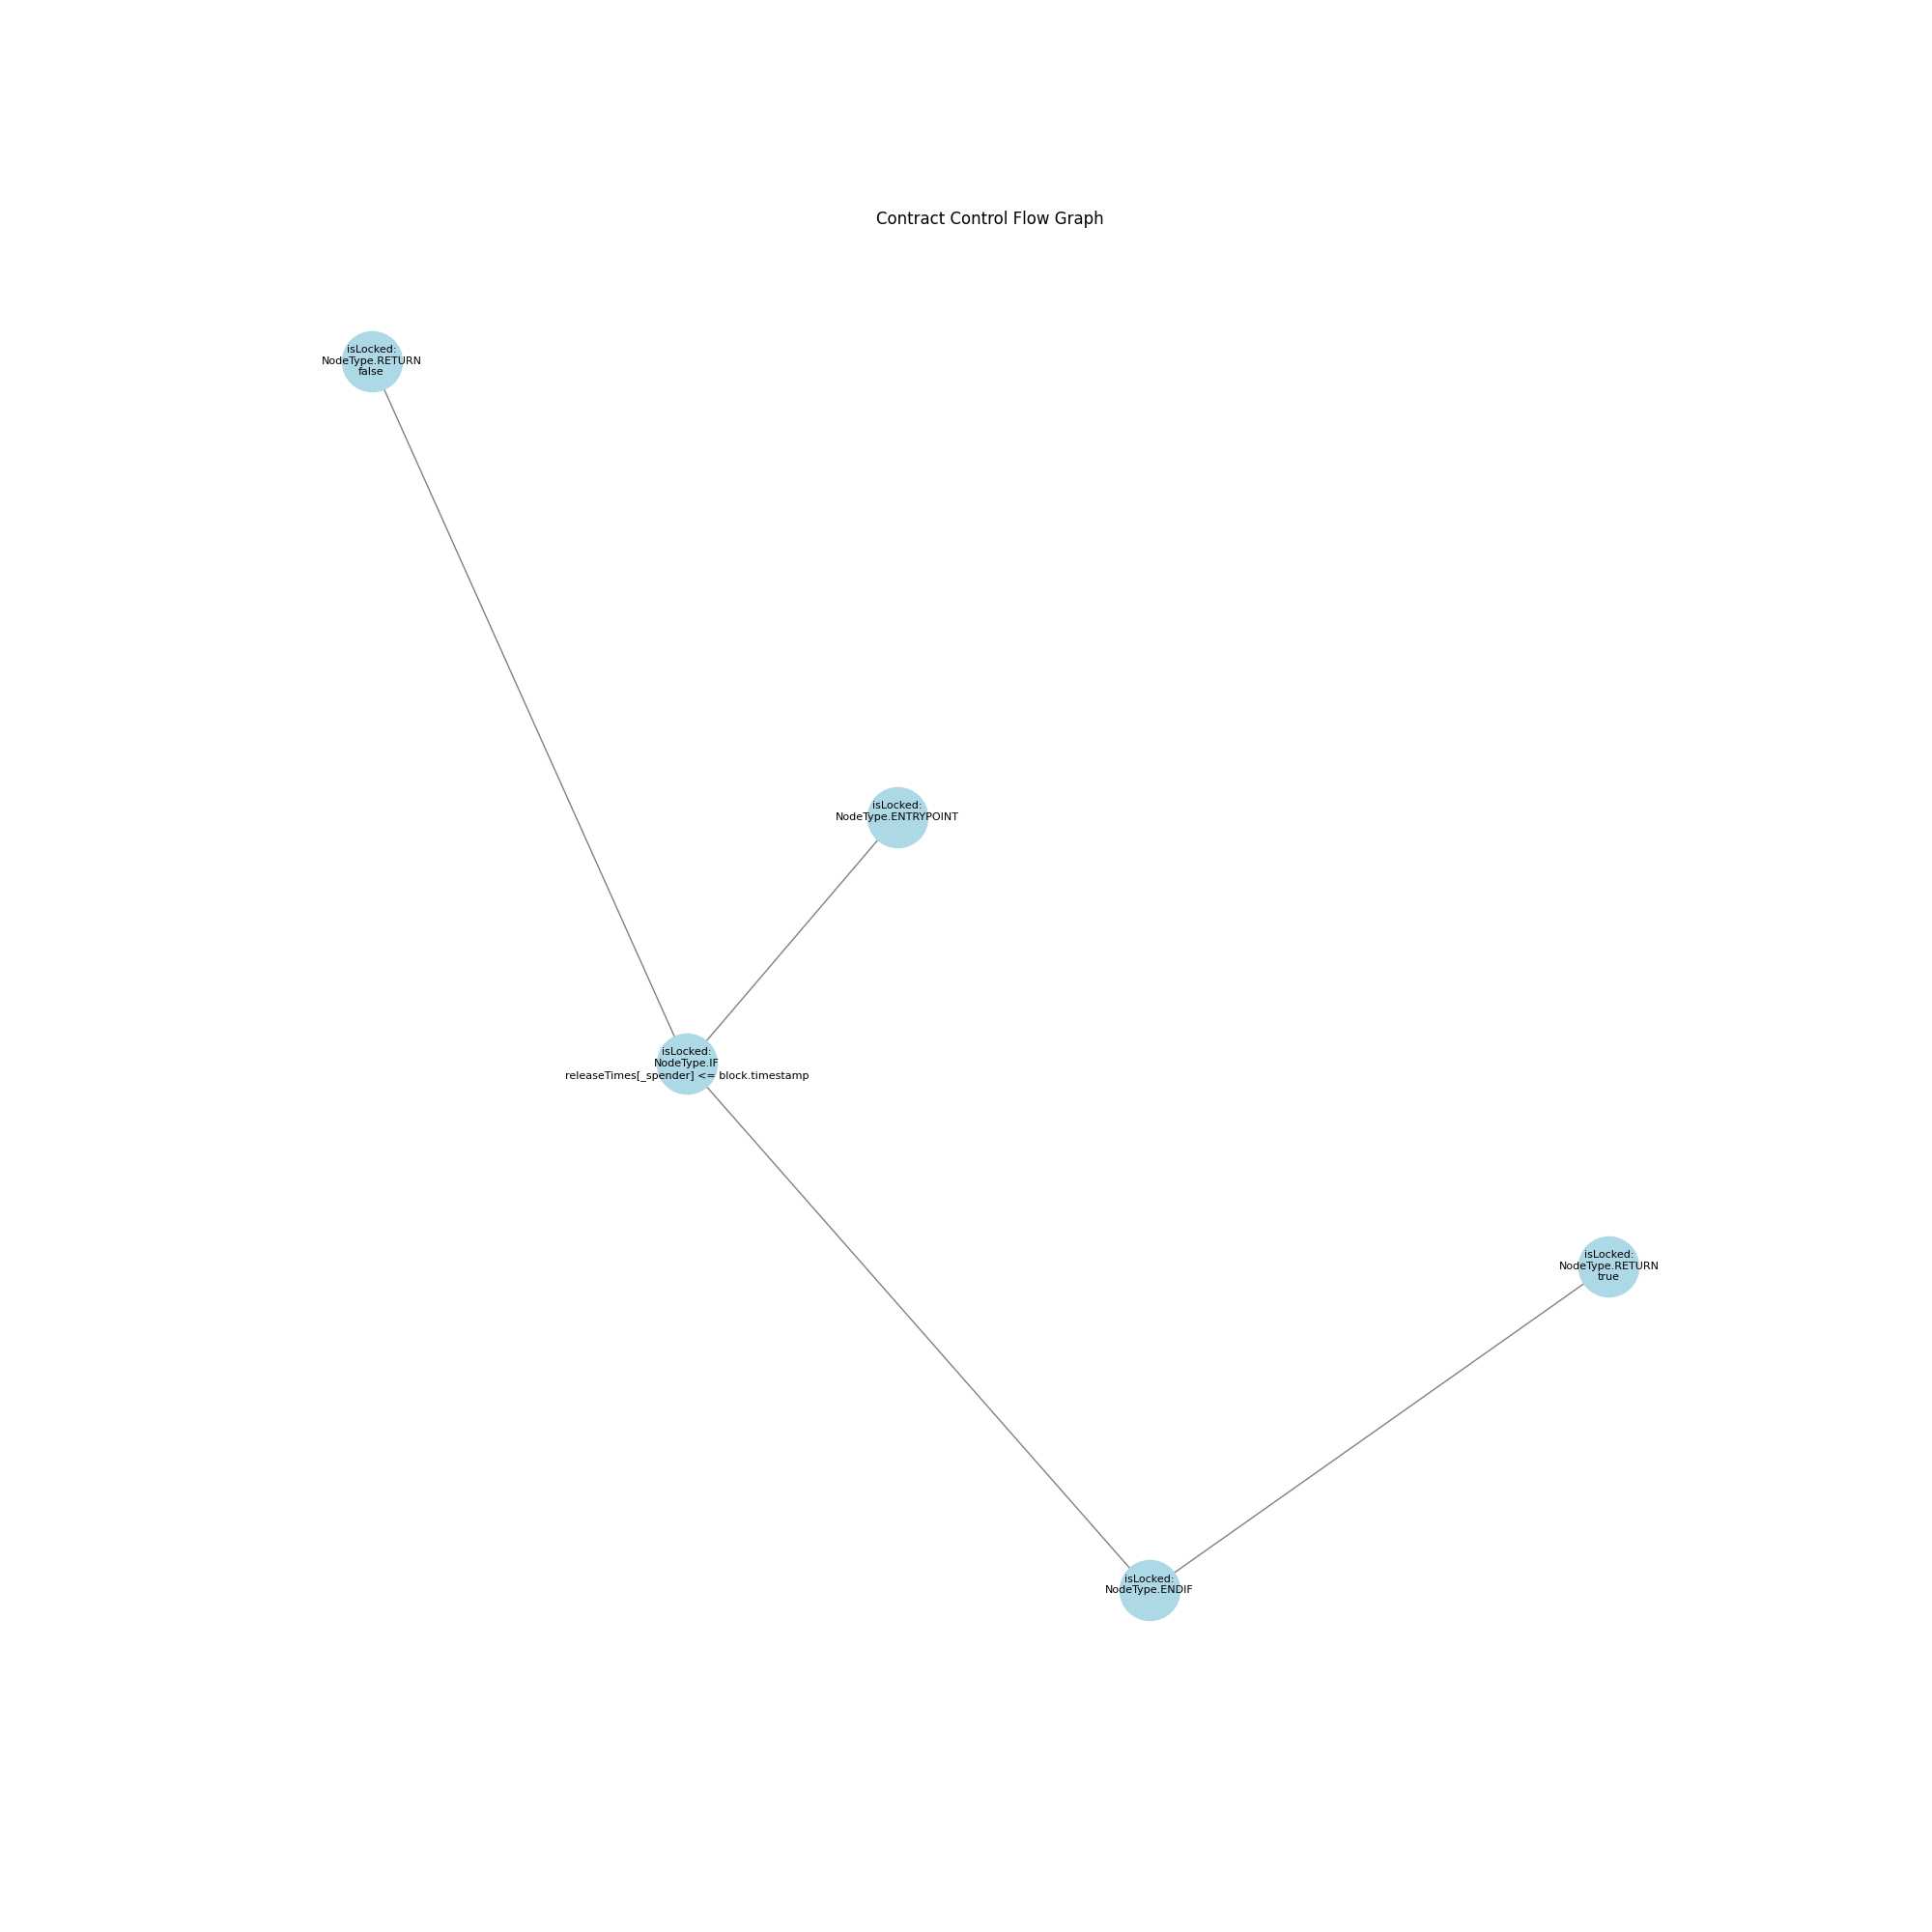 Contract Control Flow Graph
isLocked:
NodeType.RETURN
false
isLocked:
NodeType.ENTRYPOINT
isLocked:
NodeType.IF
releaseTimes[_spender] <= block.timestamp
isLocked:
NodeType.RETURN
true
isLocked:
NodeType.ENDIF